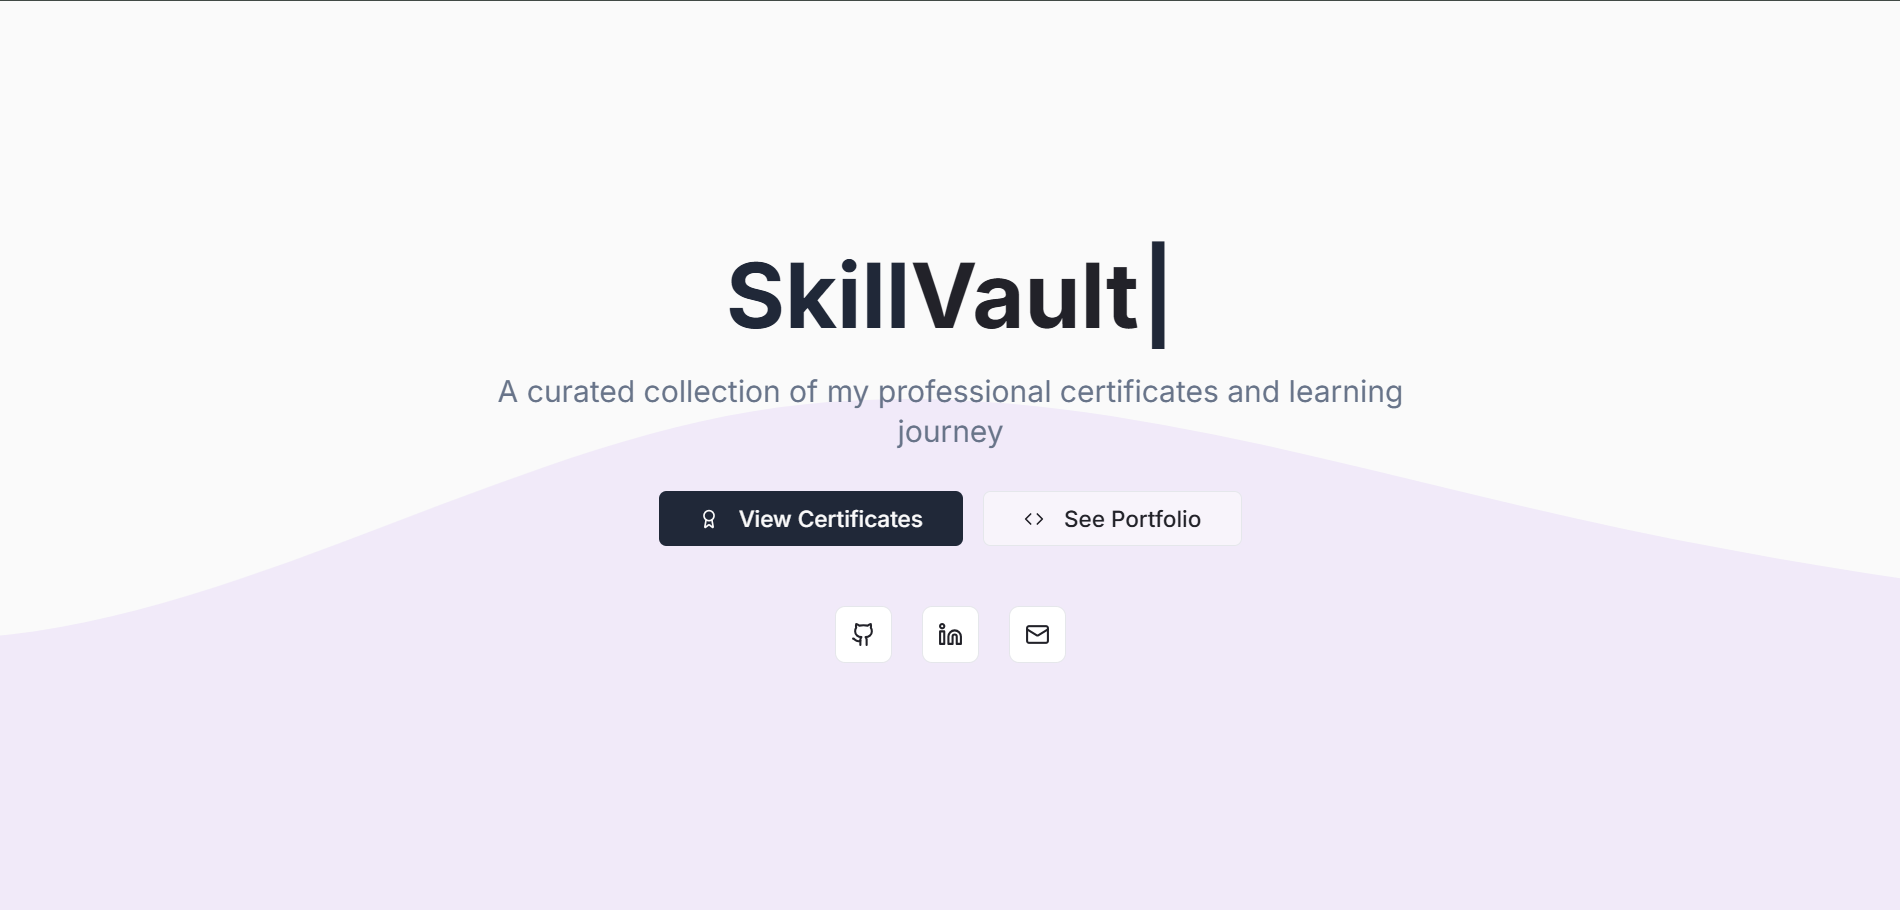 SkillVault|
A curated collection of my professional certificates and learning
journey
View Certificates
See Portfolio